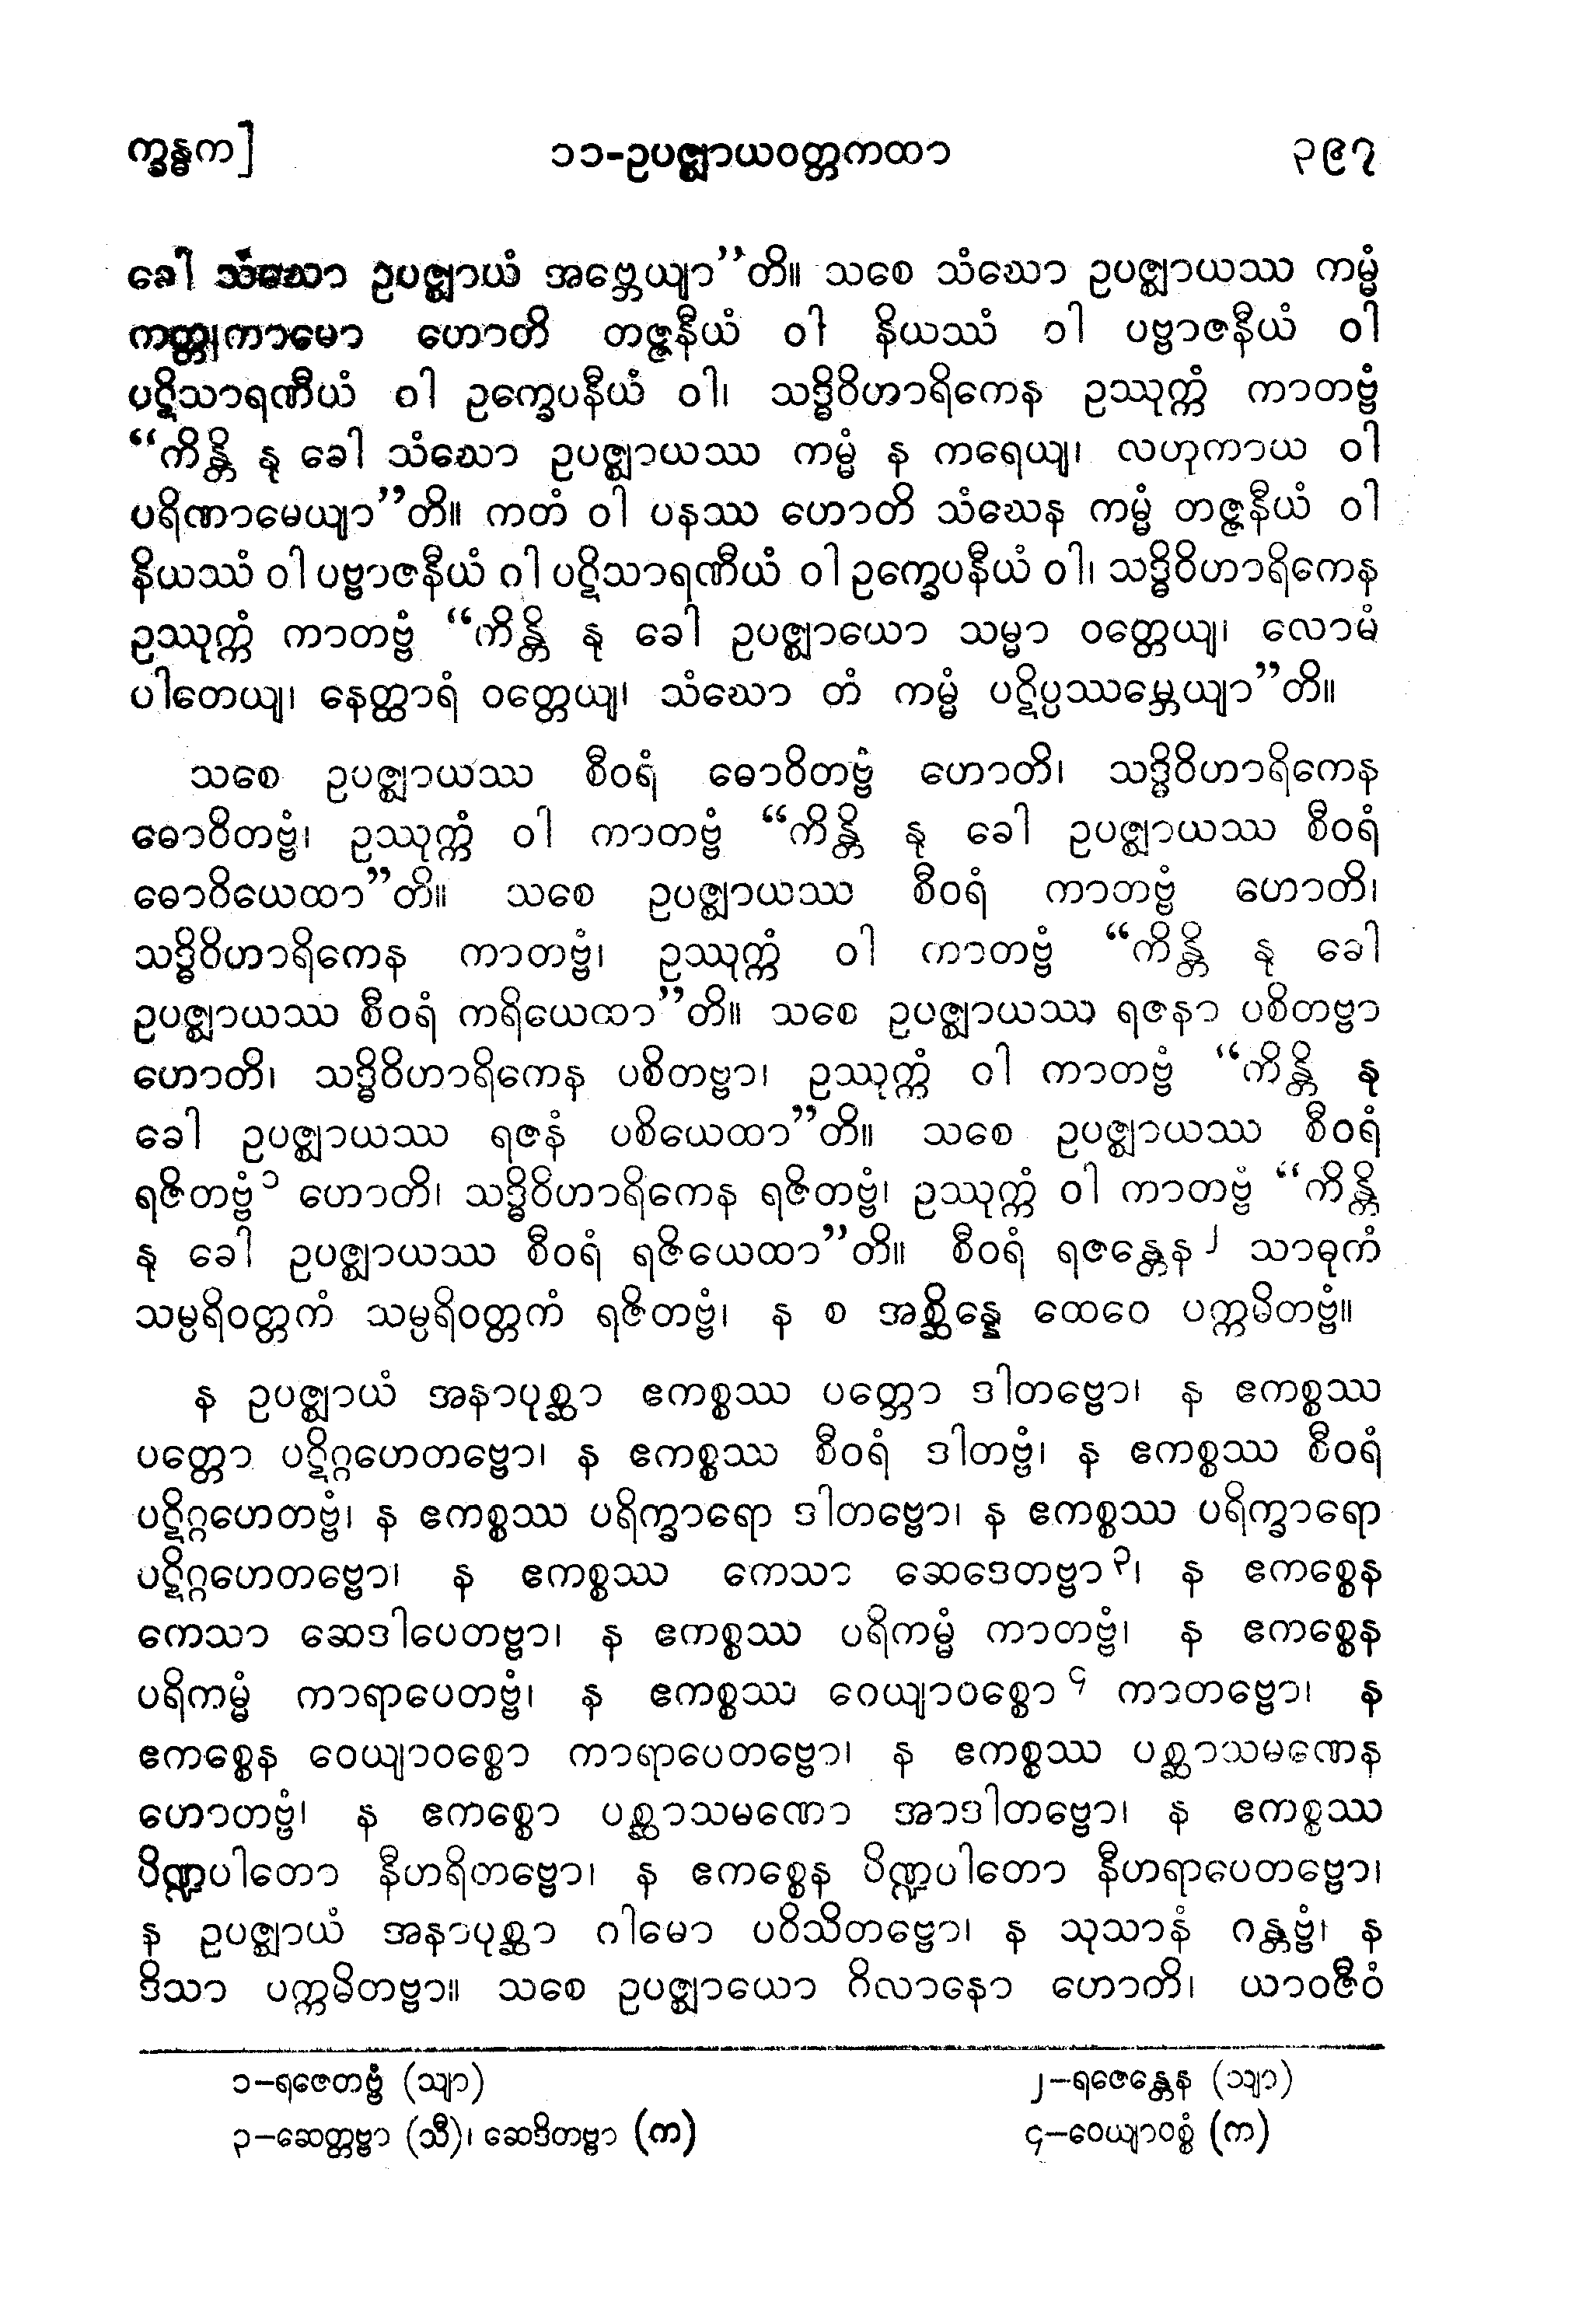 က္ခန္ဓက]
၁၁-ဥပဇ္ဈာယဝတ္တကထာ
၃၉၇
ခေါ သံဃော ဥပဇ္ဈာယံ အဗ္ဘေယျာ”တိ။ သစေ သံဃော ဥပဇ္ဈာယဿ ကမ္မံ
ကတ္တုကာမော ဟောတိ တဇ္ဇနီယံ ဝါ နိယဿံ ဝါ ပဗ္ဗာဇနီယံ ဝါ
ပဋိသာရဏီယံ ဝါ ဥက္ခေပနီယံ ဝါ၊ သဒ္ဓိဝိဟာရိကေန ဥဿုက္ကံ ကာတဗ္ဗံ
“ကိန္တိ နု ခေါ သံဃော ဥပဇ္ဈာယဿ ကမ္မံ န ကရေယျ၊ လဟုကာယ ဝါ
ပရိဏာမေယျာ”တိ။ ကတံ ဝါ ပနဿ ဟောတိ သံဃေန ကမ္မံ တဇ္ဇနီယံ ဝါ
နိယဿံ ဝါ ပဗ္ဗာဇနီယံ ဝါ ပဋိသာရဏီယံ ဝါ ဥက္ခေပနီယံ ဝါ၊ သဒ္ဓိဝိဟာရိကေန
ဥဿုက္ကံ ကာတဗ္ဗံ “ကိန္တိ နု ခေါ ဥပဇ္ဈာယော သမ္မာ ဝတ္တေယျ၊ လောမံ
ပါတေယျ၊ နေတ္ထာရံ ဝတ္တေယျ၊ သံဃော တံ ကမ္မံ ပဋိပ္ပဿမ္ဘေယျာ”တိ။
သစေ ဥပဇ္ဈာယဿ စီဝရံ ဓောဝိတဗ္ဗံ ဟောတိ၊ သဒ္ဓိဝိဟာရိကေန
ဓောဝိတဗ္ဗံ၊ ဥဿုက္ကံ ဝါ ကာတဗ္ဗံ “ကိန္တိ နု ခေါ ဥပဇ္ဈာယဿ စီဝရံ
ဓောဝိယေထာ”တိ။ သစေ ဥပဇ္ဈာယဿ စီဝရံ ကာတဗ္ဗံ ဟောတိ၊
သဒ္ဓိဝိဟာရိကေန ကာတဗ္ဗံ၊ ဥဿုက္ကံ ဝါ ကာတဗ္ဗံ “ကိန္တိ နု ခေါ
ဥပဇ္ဈာယဿ စီဝရံ ကရိယေထာ”တိ။ သစေ ဥပဇ္ဈာယဿ ရဇနာ ပစိတဗ္ဗာ
ဟောတိ၊ သဒ္ဓိဝိဟာရိကေန ပစိတဗ္ဗာ၊ ဥဿုက္ကံ ဝါ ကာတဗ္ဗံ “ကိန္တိ နု
ခေါ ဥပဇ္ဈာယဿ ရဇနံ ပစိယေထာ”တိ။ သစေ ဥပဇ္ဈာယဿ စီဝရံ
ရဇိတဗ္ဗံ၁ ဟောတိ၊ သဒ္ဓိဝိဟာရိကေန ရဇိတဗ္ဗံ၊ ဥဿုက္ကံ ဝါ ကာတဗ္ဗံ “ကိန္တိ
နု ခေါ ဥပဇ္ဈာယဿ စီဝရံ ရဇိယေထာ”တိ။ စီဝရံ ရဇန္တေန၂ သာဓုကံ
သမ္ပရိဝတ္တကံ သမ္ပရိဝတ္တကံ ရဇိတဗ္ဗံ၊ န စ အစ္ဆိန္နေ ထေဝေ ပက္ကမိတဗ္ဗံ။
န ဥပဇ္ဈာယံ အနာပုစ္ဆာ ဧကစ္စဿ ပတ္တော ဒါတဗ္ဗော၊ န ဧကစ္စဿ
ပတ္တော ပဋိဂ္ဂဟေတဗ္ဗော၊ န ဧကစ္စဿ စီဝရံ ဒါတဗ္ဗံ၊ န ဧကစ္စဿ စီဝရံ
ပဋိဂ္ဂဟေတဗ္ဗံ၊ န ဧကစ္စဿ ပရိက္ခာရော ဒါတဗ္ဗော၊ န ဧကစ္စဿ ပရိက္ခာရော
ပဋိဂ္ဂဟေတဗ္ဗော၊ န ဧကစ္စဿ ကေသာ ဆေဒေတဗ္ဗာ၃၊ န ဧကစ္စေန
ကေသာ ဆေဒါပေတဗ္ဗာ၊ န ဧကစ္စဿ ပရိကမ္မံ ကာတဗ္ဗံ၊ န ဧကစ္စေန
ပရိကမ္မံ ကာရာပေတဗ္ဗံ၊ န ဧကစ္စဿ ဝေယျာဝစ္စော၄ ကာတဗ္ဗော၊ န
ဧကစ္စေန ဝေယျာဝစ္စော ကာရာပေတဗ္ဗော၊ န ဧကစ္စဿ ပစ္ဆာသမဏေန
ဟောတဗ္ဗံ၊ န ဧကစ္စော ပစ္ဆာသမဏော အာဒါတဗ္ဗော၊ န ဧကစ္စဿ
ပိဏ္ဍပါတော နီဟရိတဗ္ဗော၊ န ဧကစ္စေန ပိဏ္ဍပါတော နီဟရာပေတဗ္ဗော၊
န ဥပဇ္ဈာယံ အနာပုစ္ဆာ ဂါမော ပဝိသိတဗ္ဗော၊ န သုသာနံ ဂန္တဗ္ဗံ၊ န
ဒိသာ ပက္ကမိတဗ္ဗာ။ သစေ ဥပဇ္ဈာယော ဂိလာနော ဟောတိ၊ ယာဝဇီဝံ
၁–ရဇေတဗ္ဗံ (သျာ)
၂–ရဇေန္တေန (သျာ)
၃–ဆေတ္တဗ္ဗာ (သီ)၊ ဆေဒိတဗ္ဗာ (က)
၄–ဝေယျာဝစ္စံ (က)